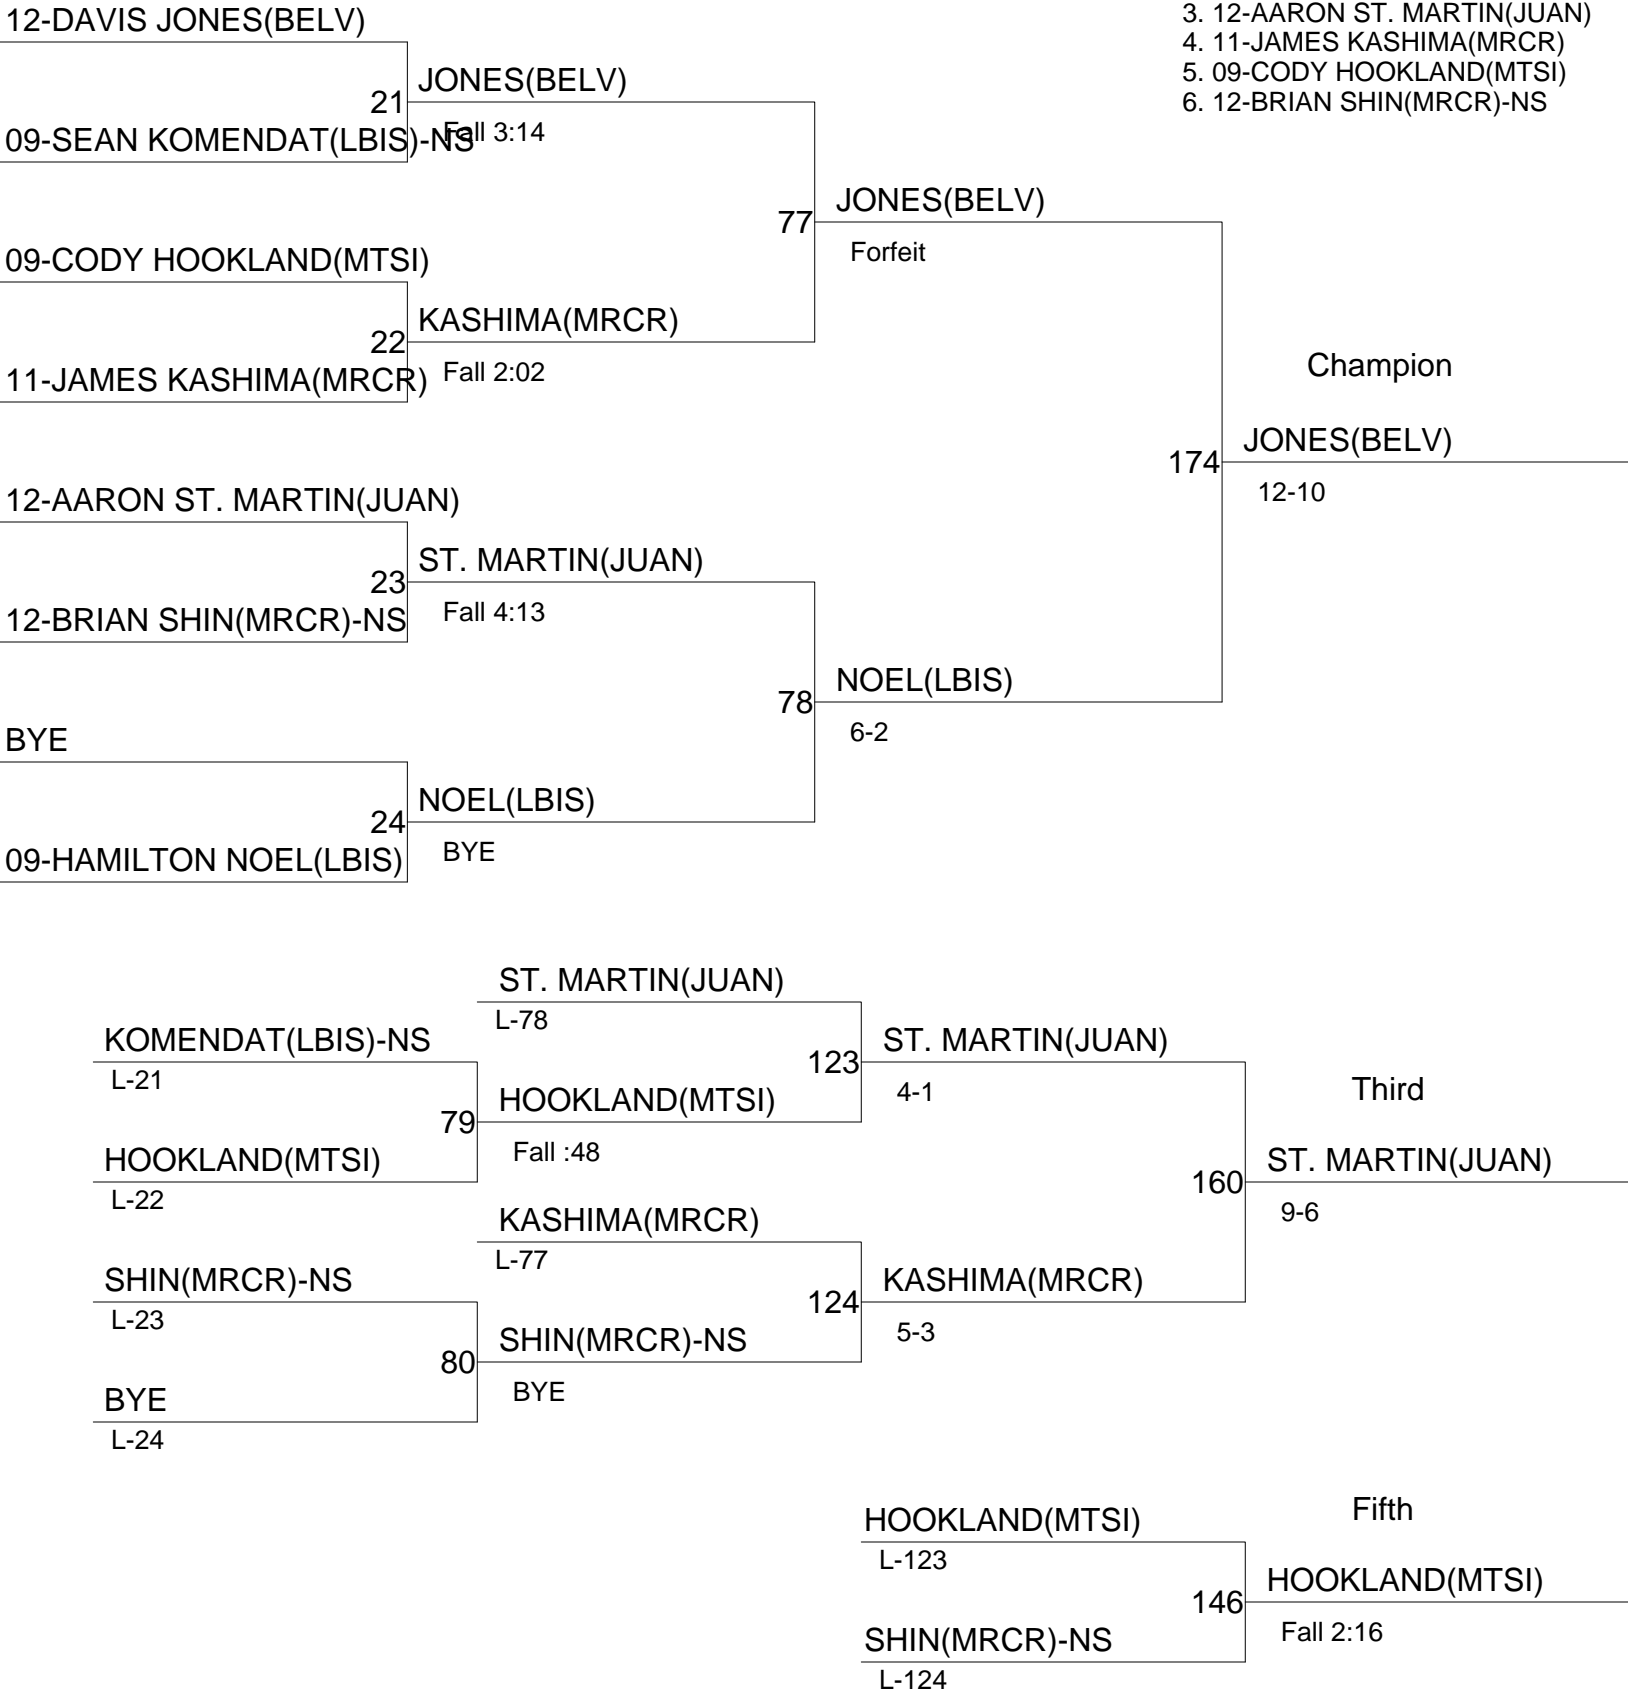 12-DAVIS JONES(BELV)
3. 12-AARON ST. MARTIN(JUAN)
4. 11-JAMES KASHIMA(MRCR)
5. 09-CODY HOOKLAND(MTSI)
6. 12-BRIAN SHIN(MRCR)-NS
JONES(BELV)
21
Fall 3:14
09-SEAN KOMENDAT(LBIS)-NS
JONES(BELV)
77
Forfeit
09-CODY HOOKLAND(MTSI)
KASHIMA(MRCR)
22
Fall 2:02
11-JAMES KASHIMA(MRCR)
Champion
JONES(BELV)
174
12-10
12-AARON ST. MARTIN(JUAN)
ST. MARTIN(JUAN)
23
Fall 4:13
12-BRIAN SHIN(MRCR)-NS
NOEL(LBIS)
78
6-2
BYE
NOEL(LBIS)
24
BYE
09-HAMILTON NOEL(LBIS)
ST. MARTIN(JUAN)
L-78
KOMENDAT(LBIS)-NS
L-21
ST. MARTIN(JUAN)
123
4-1
HOOKLAND(MTSI)
79
Fall :48
HOOKLAND(MTSI)
L-22
Third
ST. MARTIN(JUAN)
160
9-6
KASHIMA(MRCR)
L-77
SHIN(MRCR)-NS
L-23
KASHIMA(MRCR)
124
5-3
SHIN(MRCR)-NS
80
BYE
BYE
L-24
Fifth
HOOKLAND(MTSI)
L-123
HOOKLAND(MTSI)
146
Fall 2:16
SHIN(MRCR)-NS
L-124